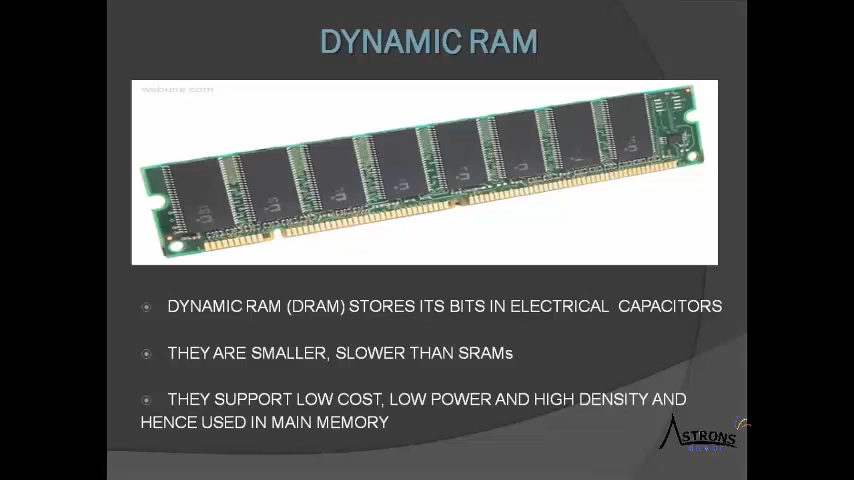 DYNAMIC RAM
DYNAMIC RAM (DRAM) STORES ITS BITS IN ELECTRICAL CAPACITORS
THEY ARE SMALLER, SLOWER THAN SRAMs
THEY SUPPORT LOW COST, LOW POWER AND HIGH DENSITY AND
HENCE USED IN MAIN MEMORY
ASTRONS